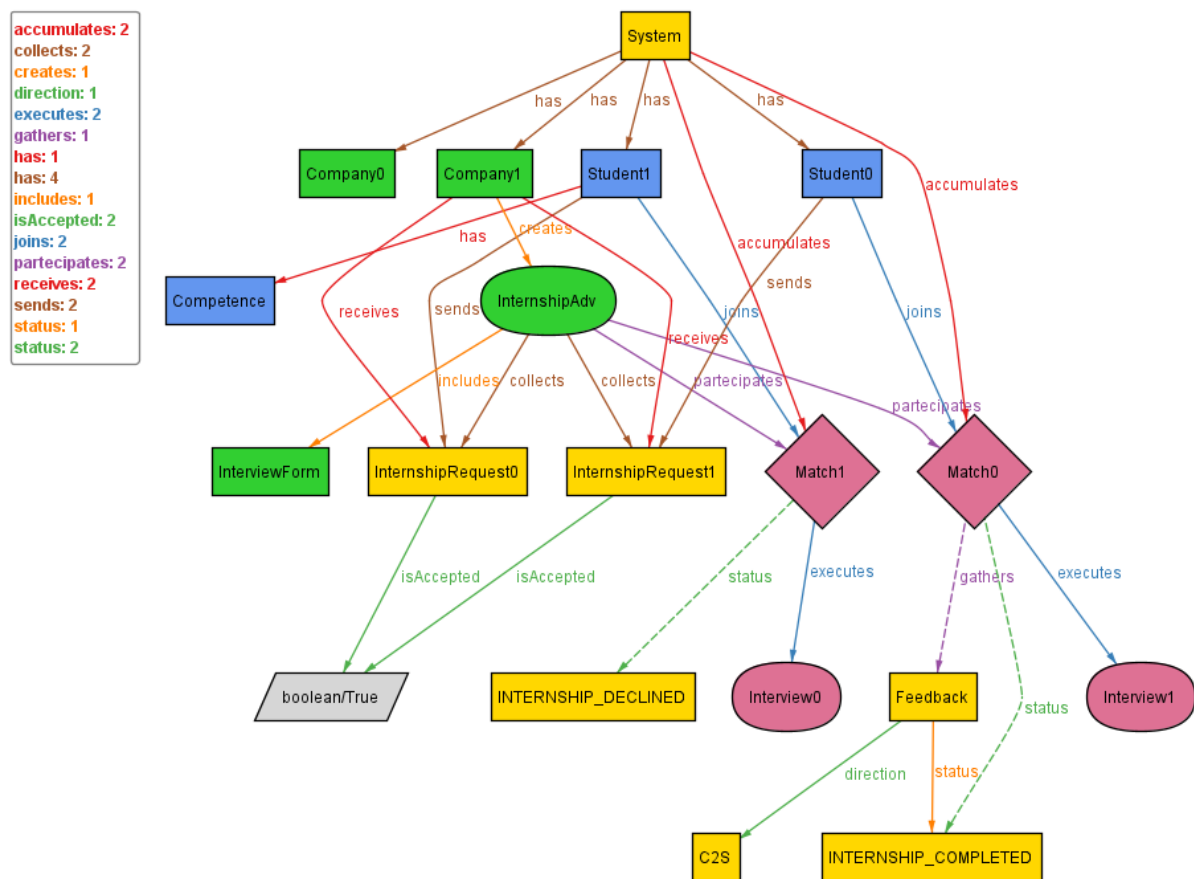 accumulates: 2
collects: 2
creates: 1
direction: 1
executes: 2
gathers: 1
has: 1
has: 4
includes: 1
isAccepted: 2
joins: 2
partecipates: 2
receives: 2
sends: 2
status: 1
status: 2
System
has
has
has
has
Company0
Company1
Student1
Student0
accumulates
has
creates
accumulates
Competence
InternshipAdv
sends
receives
sends
joins
receives
joins
includes
collects
collects
partecipates
partecipates
InterviewForm
InternshipRequest0
InternshipRequest1
Match1
Match0
isAccepted
isAccepted
status
executes
gathers
executes
boolean/True
INTERNSHIP_DECLINED
Interview0
Feedback
Interview1
status
direction
status
C2S
INTERNSHIP_COMPLETED